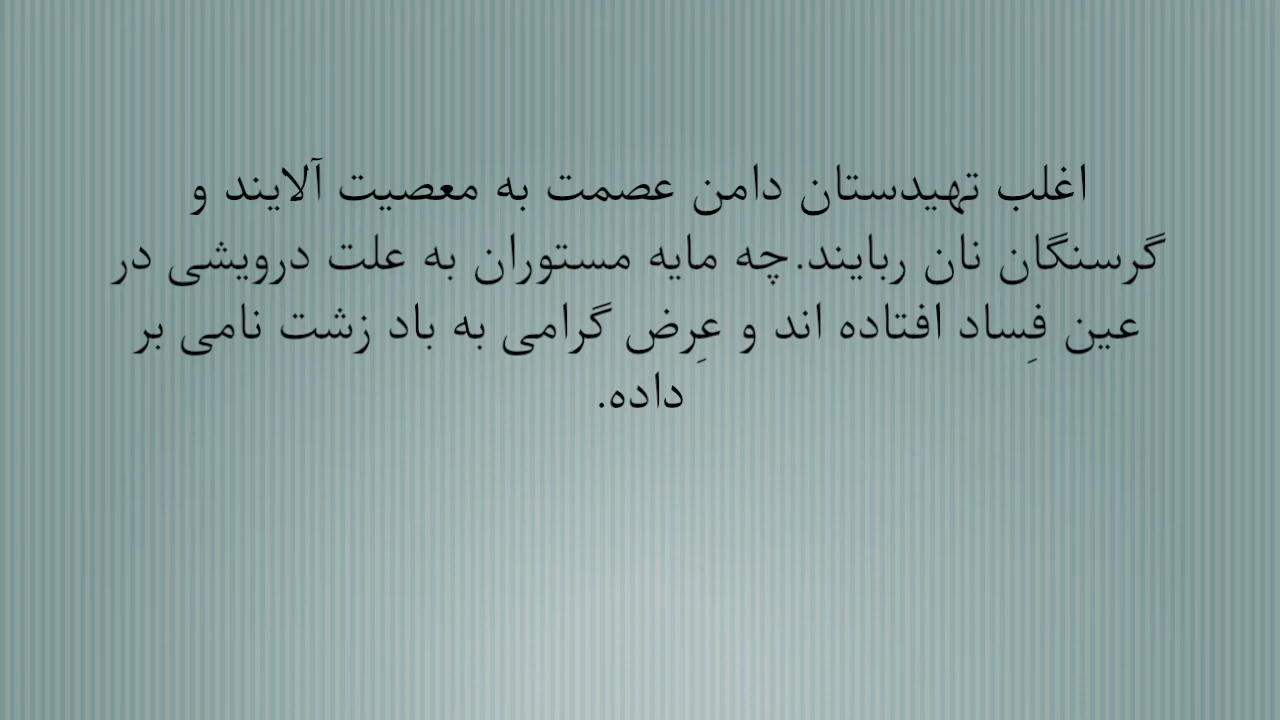 اغلب تهیدستان دامن عصمت به معصیت آلایند و
گرسنگان نان ربایند.چه مایه مستوران به علت درویشی در
عین فِساد افتاده اند و عِرض گرامی به باد زشت نامی بر
داده.